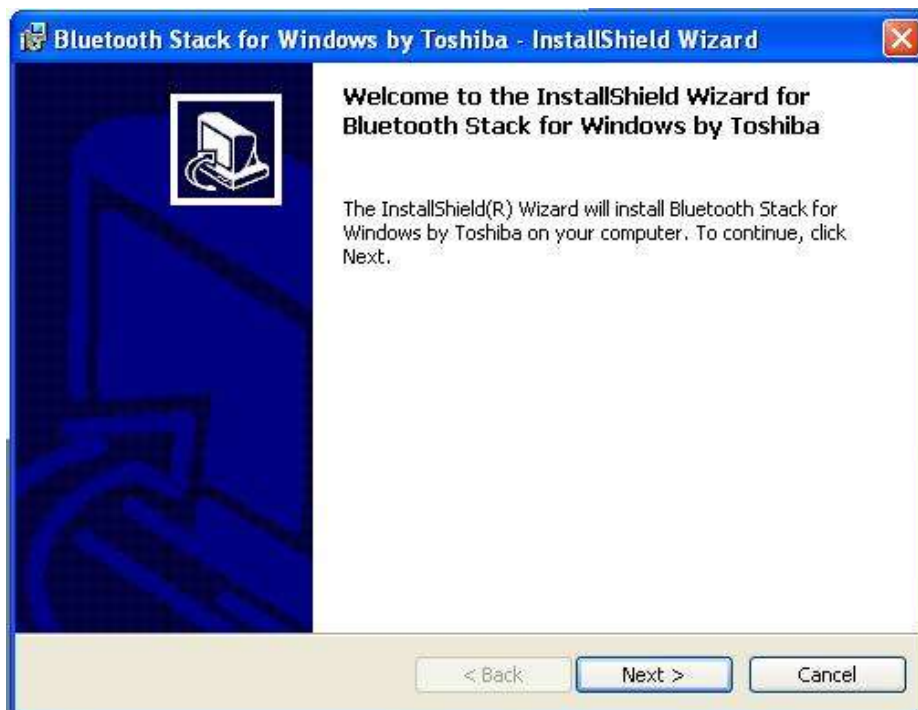 Bluetooth Stack for Windows by Toshiba - InstallShield Wizard
Welcome to the InstallShield Wizard for
Bluetooth Stack for Windows by Toshiba
The InstallShield(R) Wizard will install Bluetooth Stack for
Windows by Toshiba on your computer. To continue, click
Next.
< Back Next > Cancel